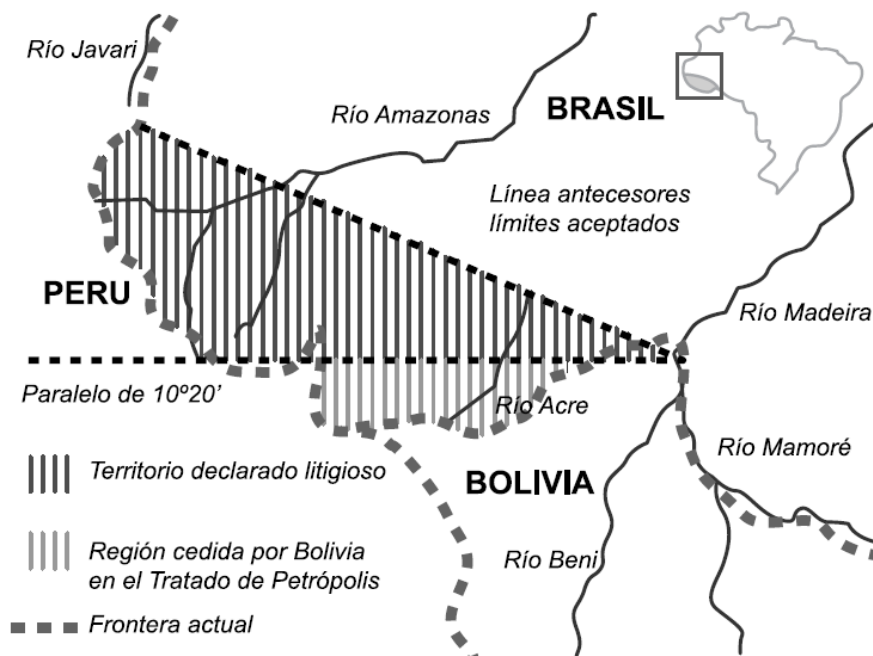 Río Javari
Río Amazonas
BRASIL
Línea antecesores
límites aceptados
PERU
Río Madeira
Paralelo de 10º20’
Río Acre
Río Mamoré
Territorio declarado litigioso
BOLIVIA
Región cedida por Bolivia
en el Tratado de Petrópolis
Río Beni
Frontera actual